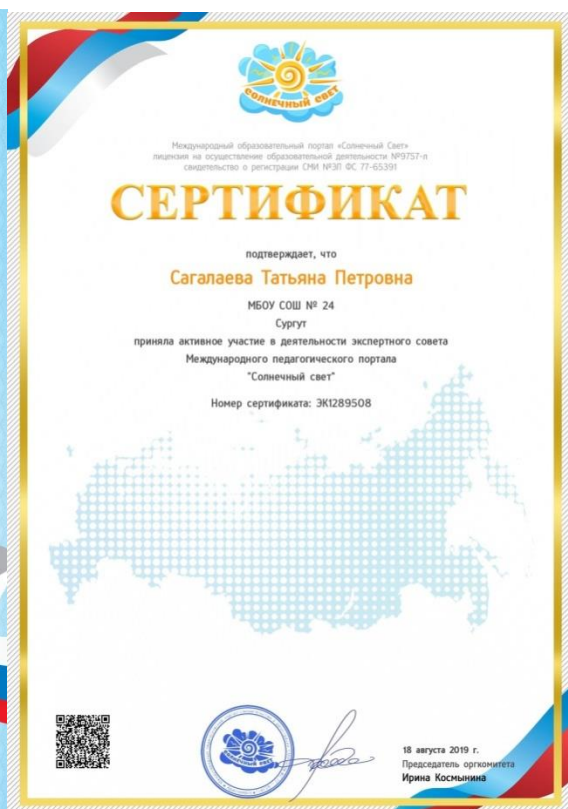 СОЛНЕЧНЫЙ СВЕТ
Международный образовательный портал «Солнечный Свет»
лицензия на осуществление образовательной деятельности №9757-л
свидетельство о регистрации СМИ №ЭЛ ФС 77-65391
СЕРТИФИКАТ
подтверждает, что
Сагалаева Татьяна Петровна
МБОУ СОШ № 24
Сургут
приняла активное участие в деятельности экспертного совета
Международного педагогического портала
"Солнечный свет"
Номер сертификата: ЭК1289508
СОЛНЕЧНЫЙ СВЕТ
18 августа 2019 г.
Председатель оргкомитета
Ирина Космынина